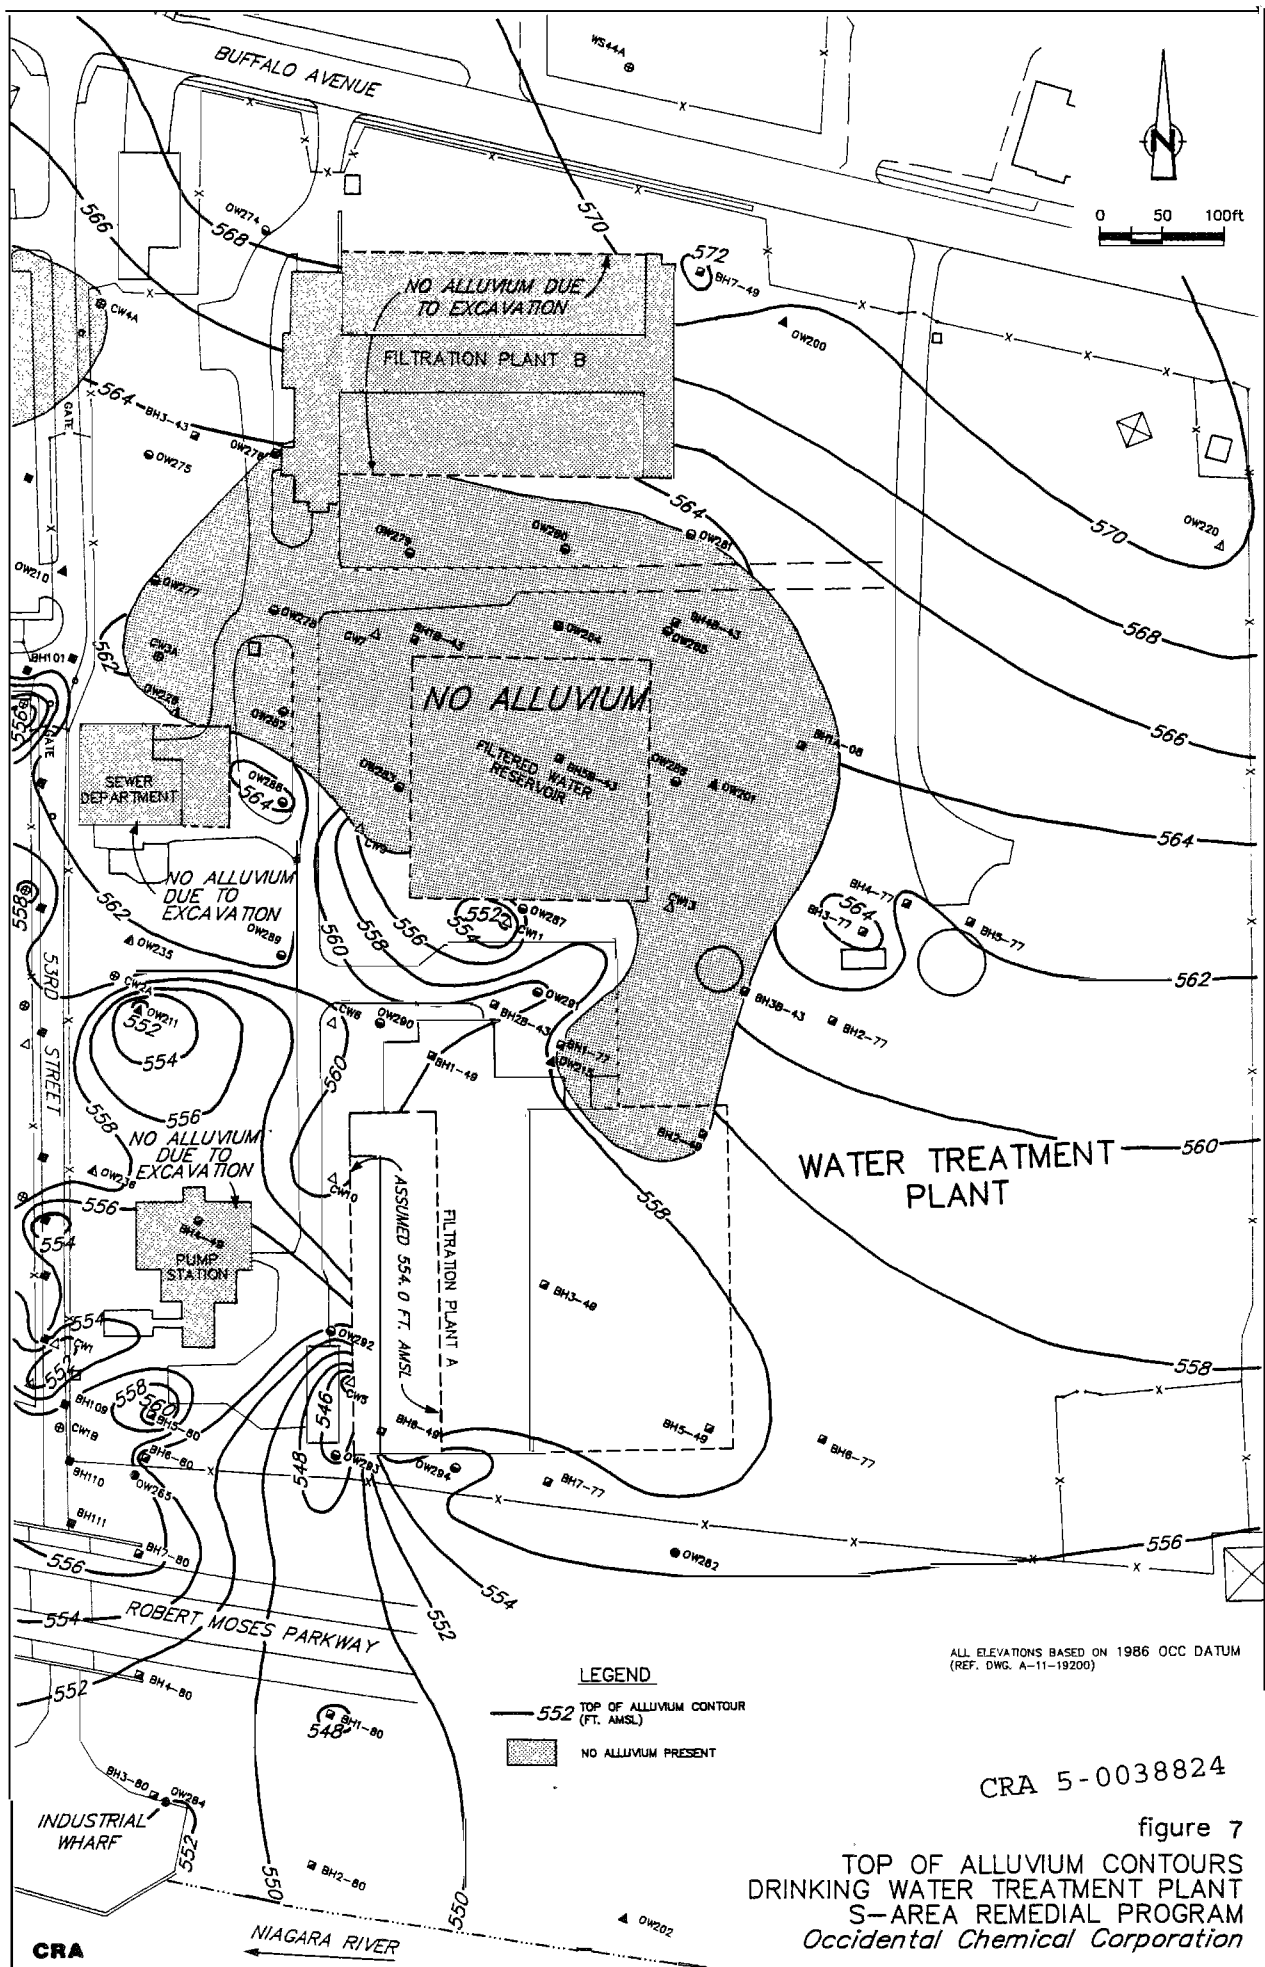 BUFFALO AVENUE
WS44A
N
0 50 100ft
566
OW274
568
570
572
BH7-49
NO ALLUVIUM DUE
TO EXCAVATION
OW200
CW4A
FILTRATION PLANT B
564
GATE
BH3-43
OW275
OW276
564
OW281
570
OW220
OW279
OW280
OW210
OW277
OW278
CW7
BH1B-43
OW284
BH4B-43
OW285
568
562
CW3A
BH101
OW226
OW282
NO ALLUVIUM
566
556
GATE
BH1A-08
SEWER
DEPARTMENT
OW288
564
OW283
FILTERED WATER
RESERVOIR
BH5B-43
OW286
OW201
564
CW9
NO ALLUVIUM
DUE TO
EXCAVATION
558
562
OW235
OW289
560
558
556
552
554
OW287
CW11
CW13
BH4-77
564
BH3-77
BH5-77
562
53RD
STREET
CW2A
OW211
552
554
556
558
CW6
OW290
OW291
BH2B-43
BH3B-43
BH2-77
BH1-49
BH1-77
OW215
560
NO ALLUVIUM
DUE TO
EXCAVATION
BH2-49
WATER TREATMENT
PLANT
560
OW236
556
CW10
ASSUMED 554.0 FT. AMSL
FILTRATION PLANT A
558
554
BH4-49
PUMP
STATION
BH3-49
554
CW1
552
OW292
558
558
560
BH5-80
546
CW5
BH109
CW1B
BH6-80
BH6-49
BH5-49
BH6-77
BH110
OW265
548
OW293
OW294
BH7-77
BH111
BH7-80
556
OW262
556
554
552
554
ROBERT MOSES PARKWAY
552
BH4-80
548
BH1-80
ALL ELEVATIONS BASED ON 1986 OCC DATUM
(REF. DWG. A-11-19200)
LEGEND
552 TOP OF ALLUVIUM CONTOUR
(FT. AMSL)
NO ALLUVIUM PRESENT
BH3-80
OW264
INDUSTRIAL
WHARF
552
550
BH2-80
550
OW202
NIAGARA RIVER
CRA
CRA 5-0038824
figure 7
TOP OF ALLUVIUM CONTOURS
DRINKING WATER TREATMENT PLANT
S-AREA REMEDIAL PROGRAM
Occidental Chemical Corporation